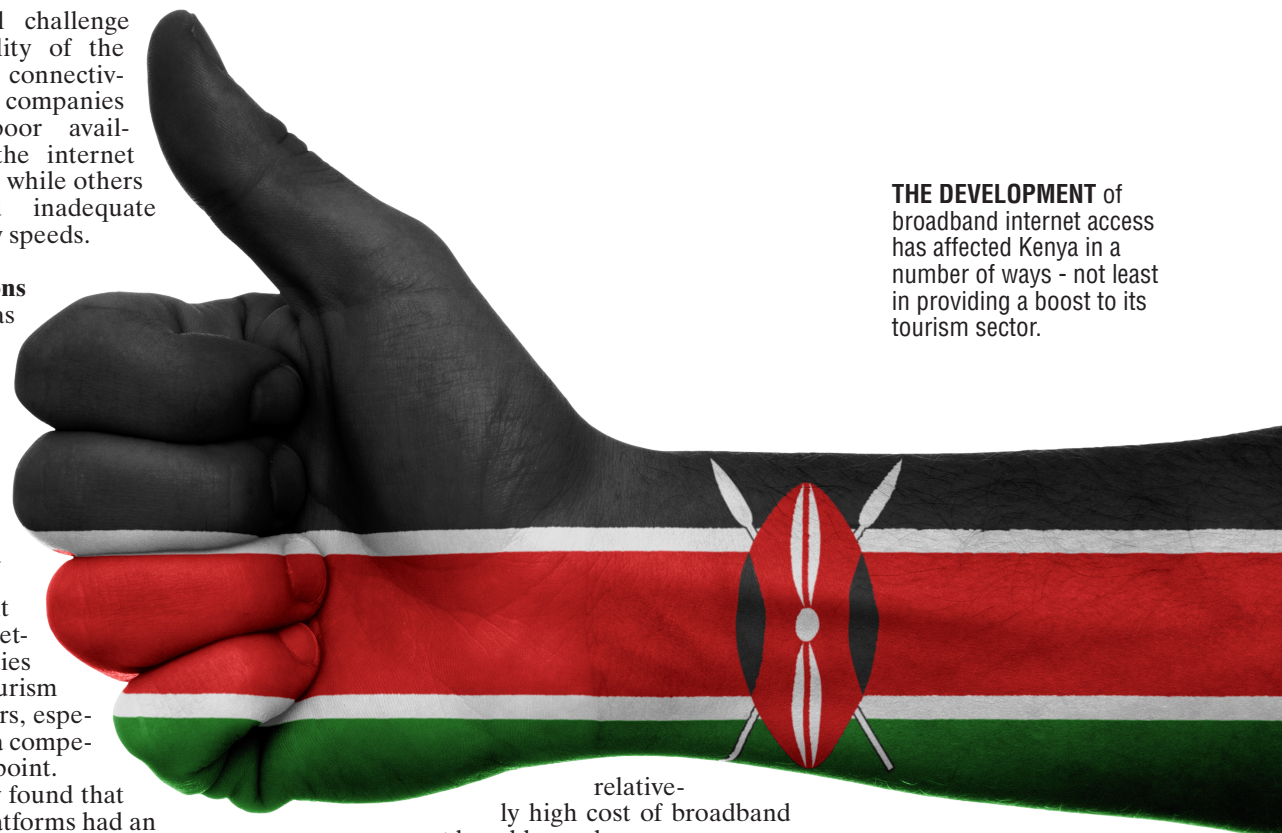 challenge
lity of the
connectiv-
companies
poor avail-
the internet
while others
inadequate
speeds.
THE DEVELOPMENT of
broadband internet access
has affected Kenya in a
number of ways - not least
in providing a boost to its
tourism sector.
ons
as
t
et-
ties
urism
rs, espe-
a compe-
point.
found that
atforms had an
relative-
ly high cost of broadband